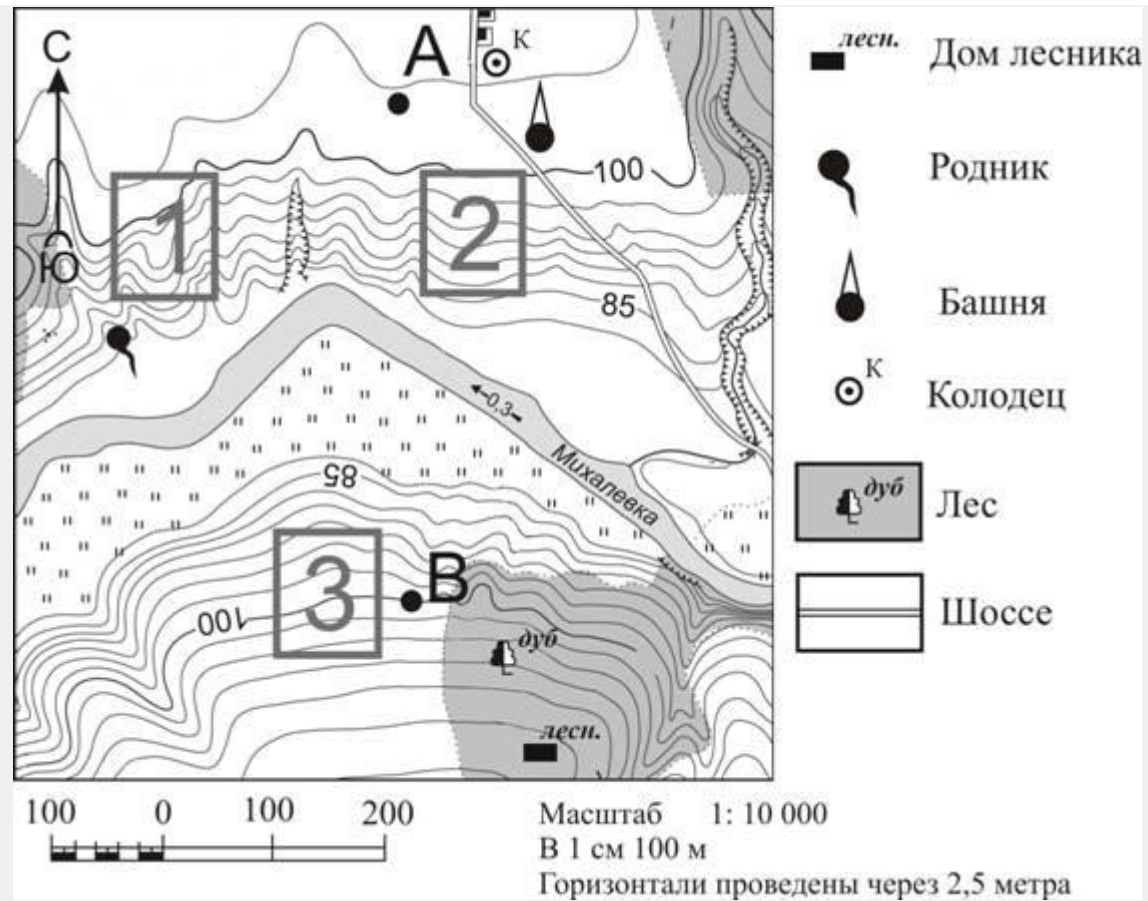 С
А
К
лесн.
Дом лесника
Родник
100
1
2
Ю
85
Башня
К
Колодец
0,3
Михалевка
85
дуб
Лес
3
В
100
дуб
Шоссе
лесн.
100 0 100 200
Масштаб 1: 10 000
В 1 см 100 м
Горизонтали проведены через 2,5 метра